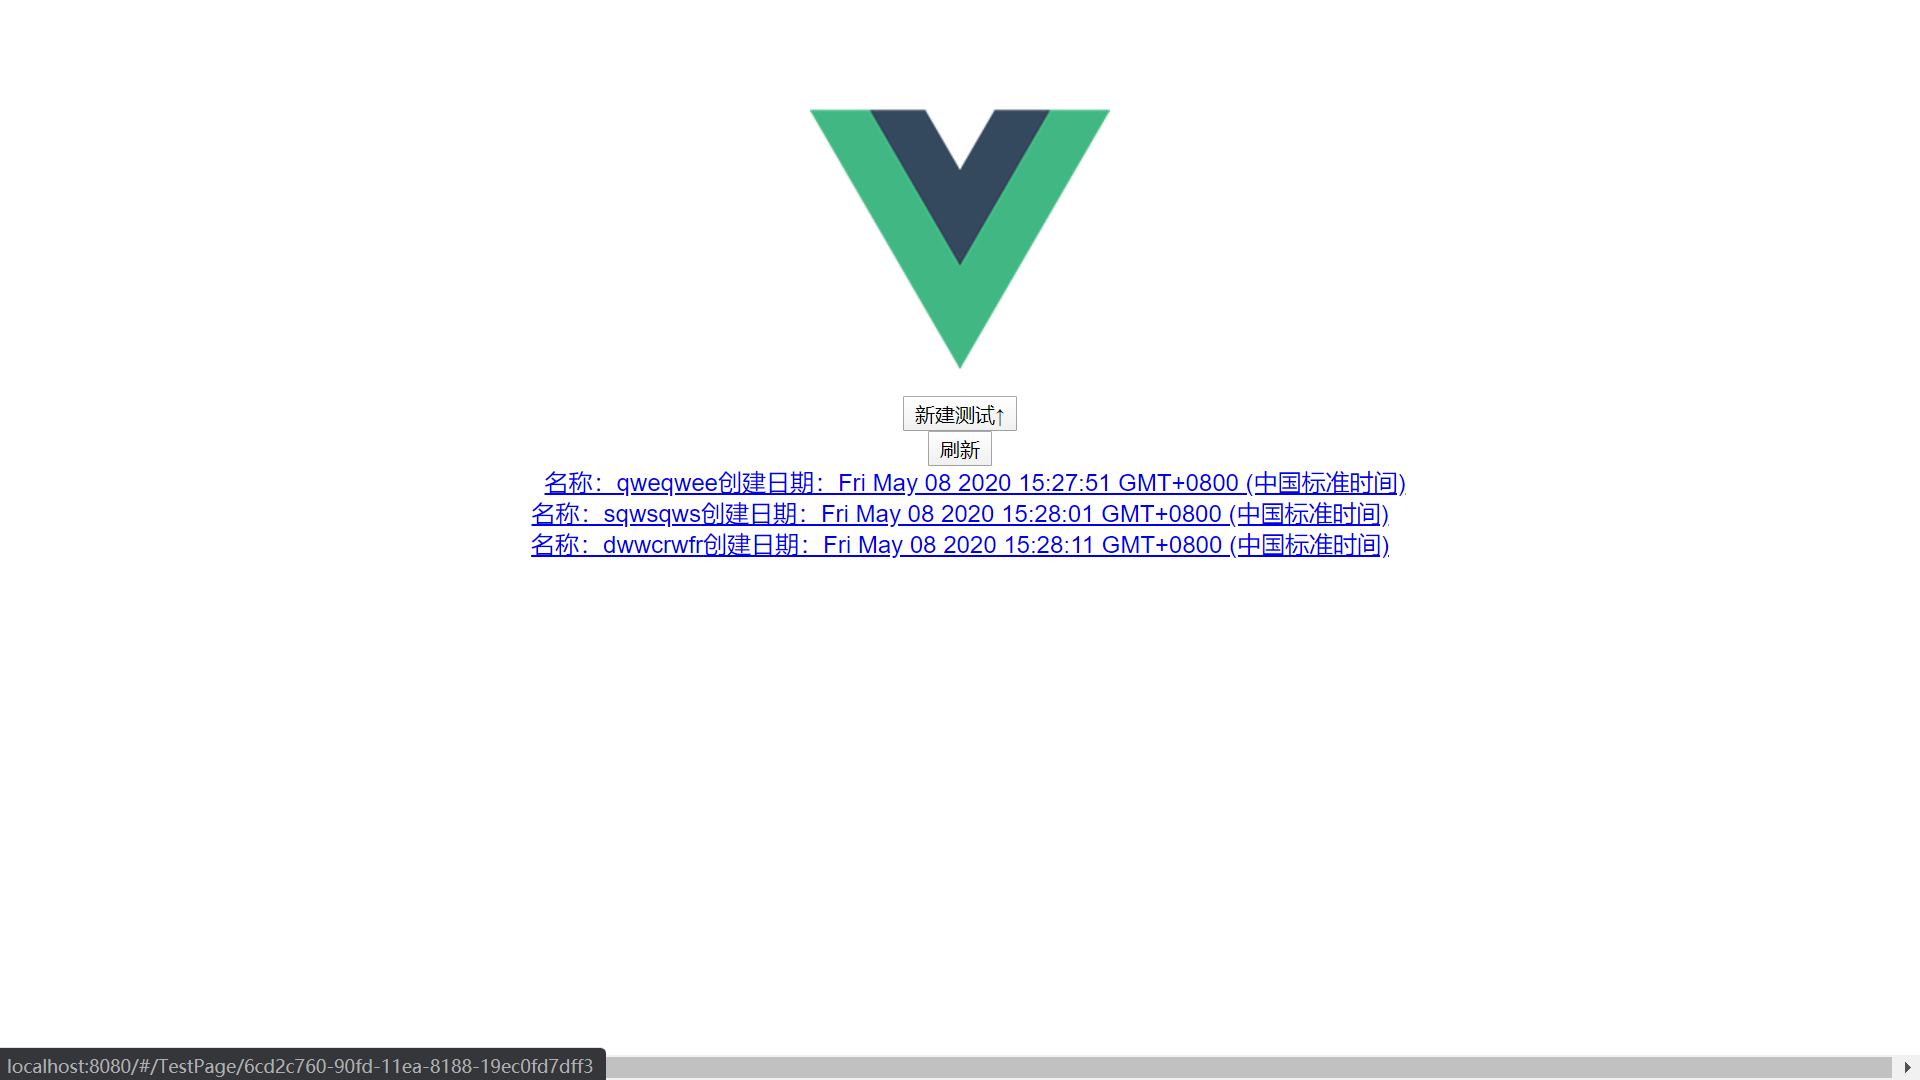 新建测试↑
刷新
名称：qweqwee创建日期：Fri May 08 2020 15:27:51 GMT+0800 (中国标准时间)
名称：sqwsqws创建日期：Fri May 08 2020 15:28:01 GMT+0800 (中国标准时间)
名称：dwwcrwfr创建日期：Fri May 08 2020 15:28:11 GMT+0800 (中国标准时间)
localhost:8080/#/TestPage/6cd2c760-90fd-11ea-8188-19ec0fd7dff3